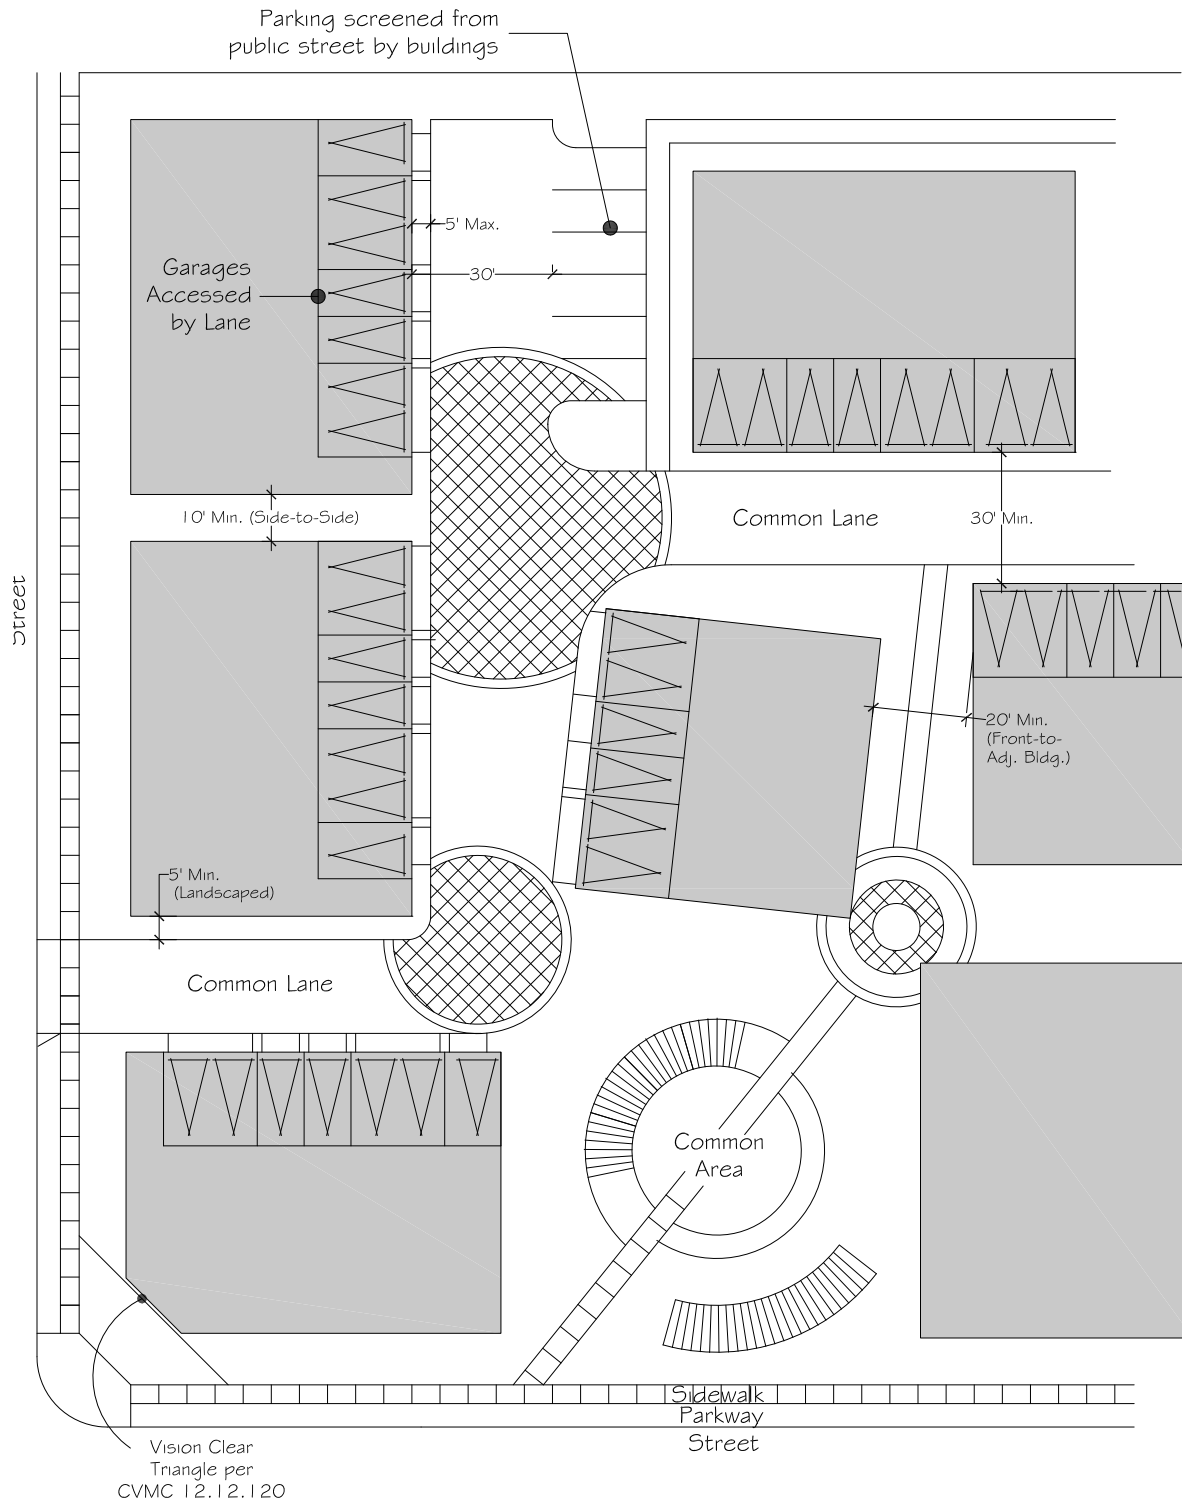 Parking screened from
public street by buildings
5' Max.
30'
Garages
Accessed
by Lane
10' Min. (Side-to-Side)
Common Lane
30' Min.
Street
20' Min.
(Front-to-
Adj. Bldg.)
5' Min.
(Landscaped)
Common Lane
Common
Area
Sidewalk
Parkway
Street
Vision Clear
Triangle per
CVMC 12.12.120